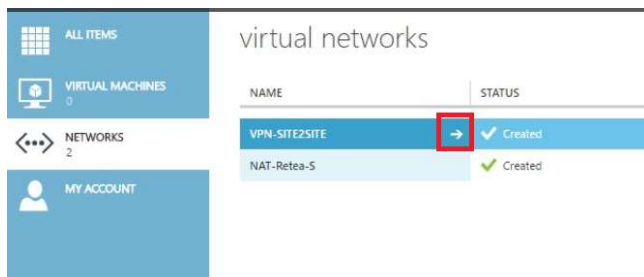 ALL ITEMS
VIRTUAL MACHINES
0
NETWORKS
2
MY ACCOUNT
virtual networks
NAME STATUS
VPN-SITE2SITE → Created
NAT-Retea-S Created